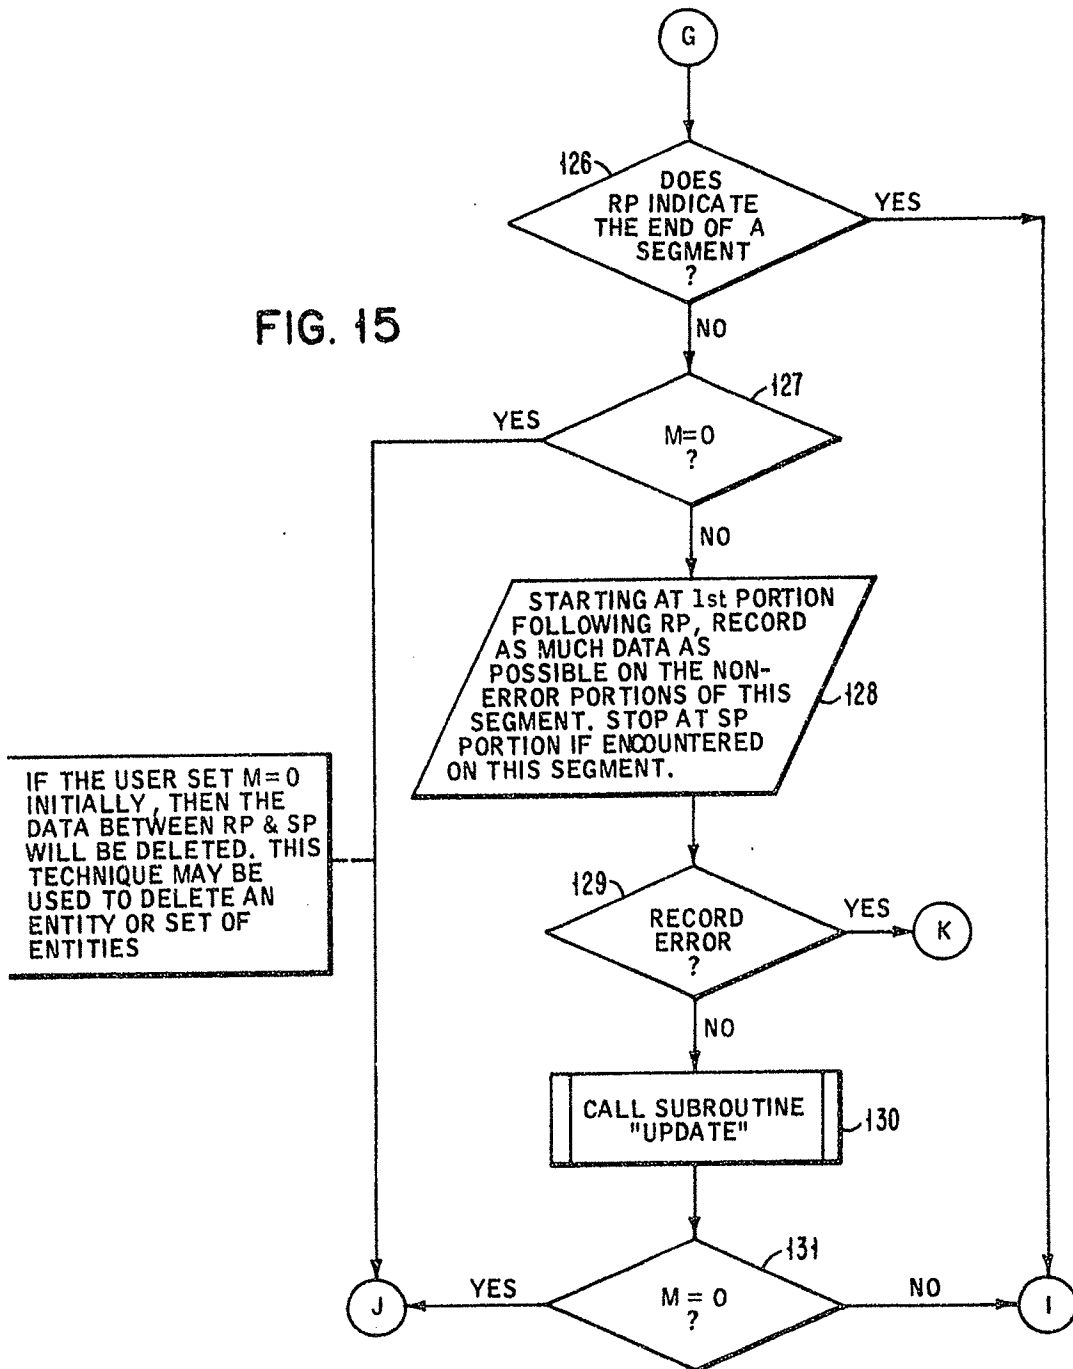 G
126
DOES
RP INDICATE
THE END OF A
SEGMENT
?
YES
NO
FIG. 15
127
YES
M=0
?
NO
STARTING AT 1st PORTION
FOLLOWING RP, RECORD
AS MUCH DATA AS
POSSIBLE ON THE NON-
ERROR PORTIONS OF THIS
SEGMENT. STOP AT SP
PORTION IF ENCOUNTERED
ON THIS SEGMENT.
128
IF THE USER SET M=0
INITIALLY, THEN THE
DATA BETWEEN RP & SP
WILL BE DELETED. THIS
TECHNIQUE MAY BE
USED TO DELETE AN
ENTITY OR SET OF
ENTITIES
129
RECORD
ERROR
?
YES
K
NO
CALL SUBROUTINE
"UPDATE"
130
131
J
YES
M = 0
?
NO
I